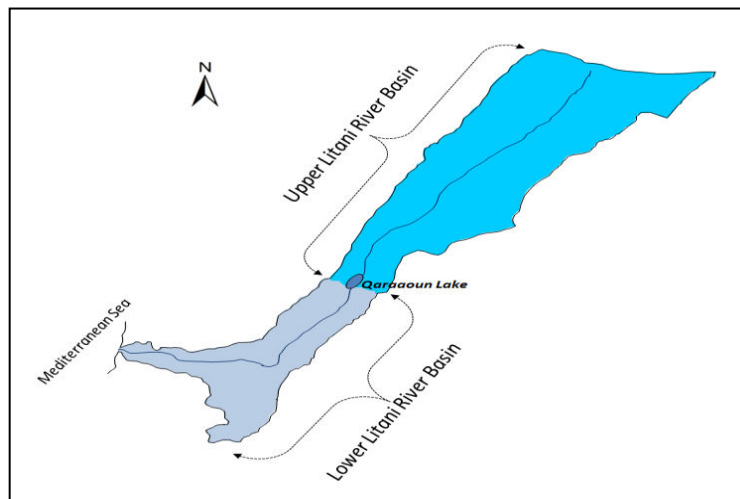 N
Upper Litani River Basin
Qaraaoun Lake
Mediterranean Sea
Lower Litani River Basin